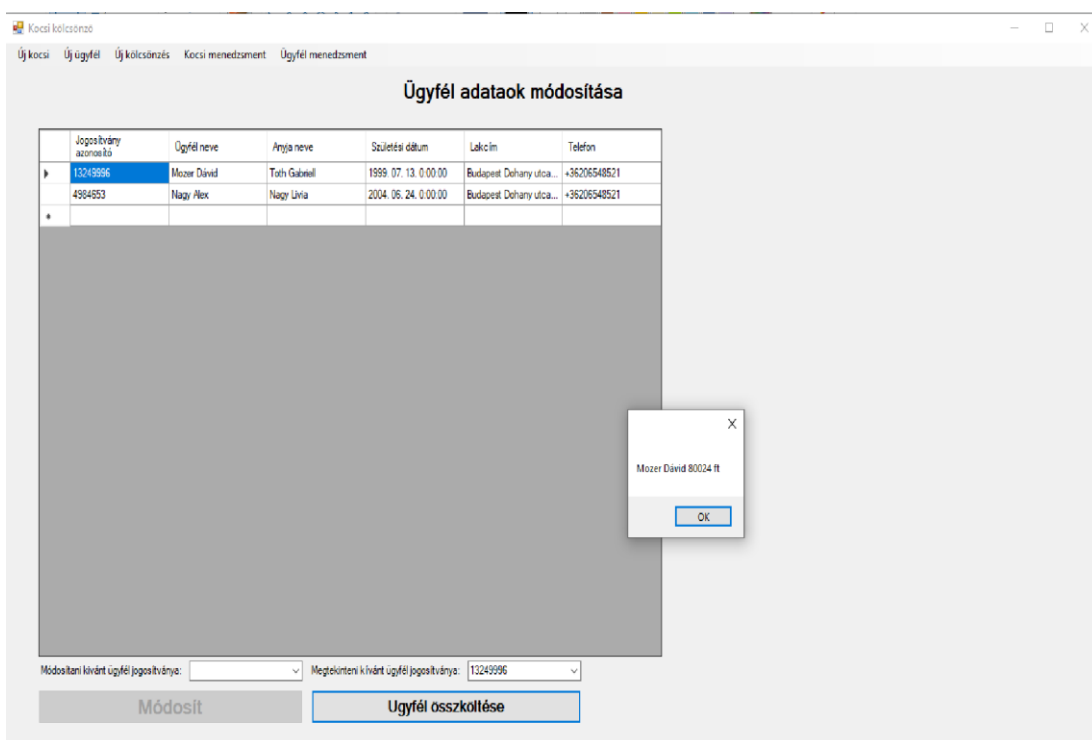 Kocsi kölcsönző
Új kocsi Új ügyfél Új kölcsönzés Kocsi menedzsment Ügyfél menedzsment
Ügyfél adataok módosítása
Jogosítvány azonosító Ügyfél neve Anyja neve Születési dátum Lakcím Telefon
13249996 Mozer Dávid Toth Gabriell 1999. 07. 13. 0:00:00 Budapest Dohany utca... +36206548521
4984653 Nagy Alex Nagy Livia 2004. 06. 24. 0:00:00 Budapest Dohany utca... +36206548521
Mozer Dávid 80024 ft
OK
Módosítani kívánt ügyfél jogosítványa: Megtekinteni kívánt ügyfél jogosítványa: 13249996
Módosít Ugyfél összköltése